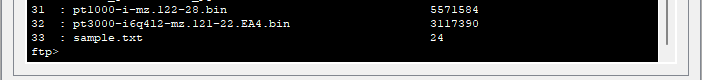 31 : pt1000-i-mz.122-28.bin 5571584
32 : pt3000-i6q4l2-mz.121-22.EA4.bin 3117390
33 : sample.txt 24
ftp>